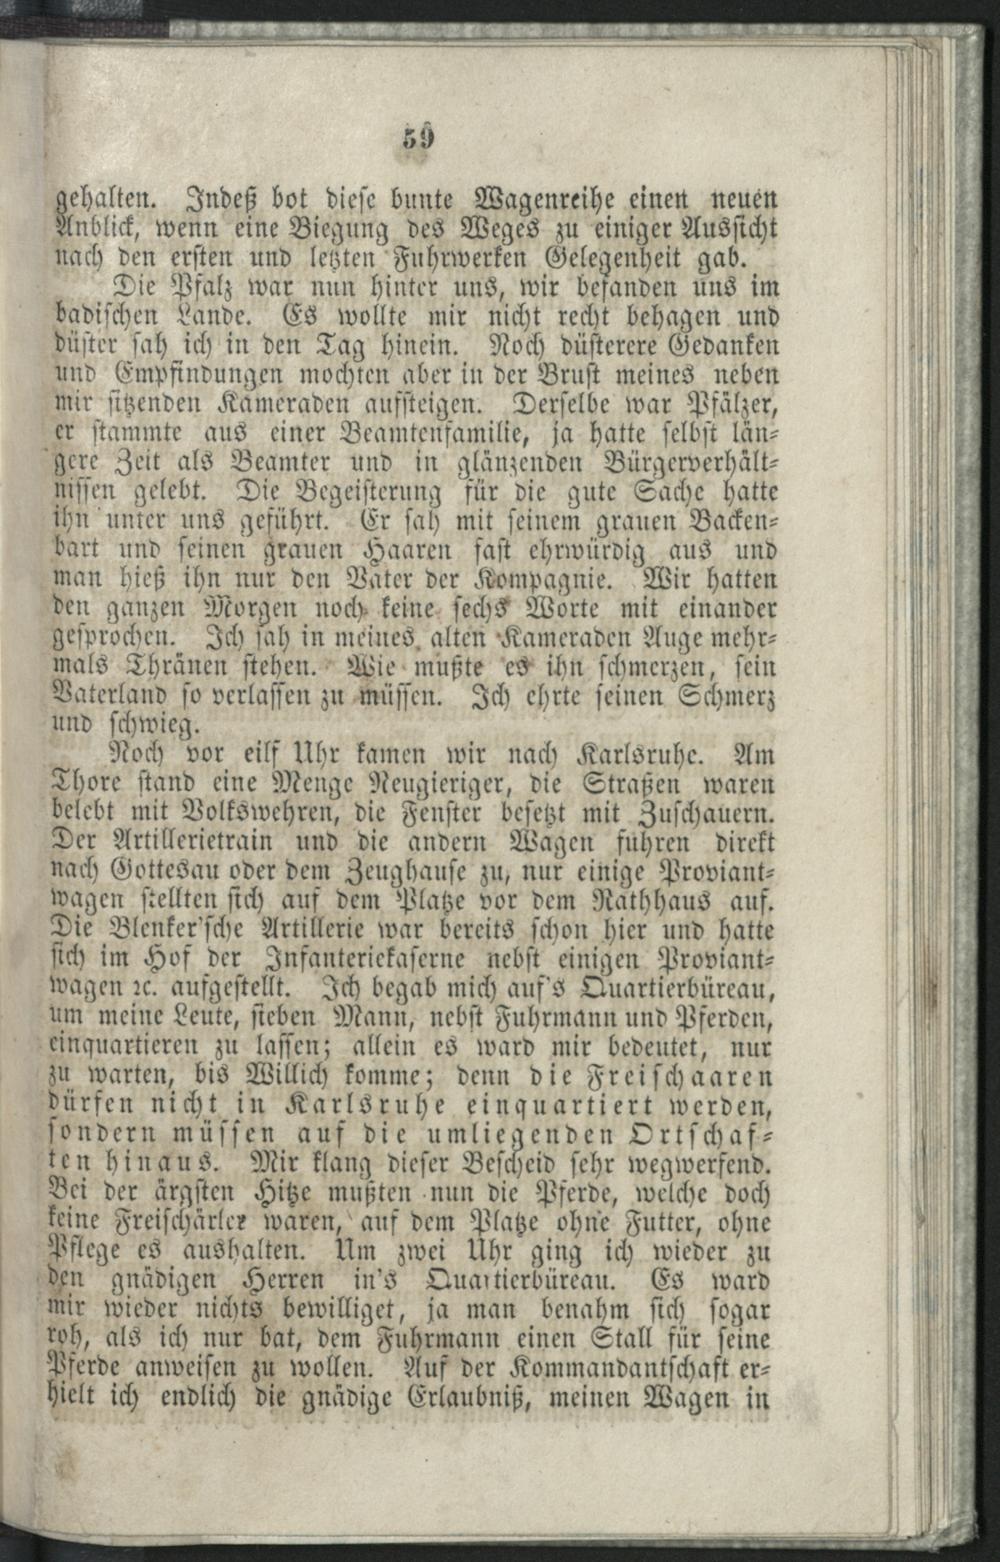 59
gehalten. Indeß bot diese bunte Wagenreihe einen neuen
Anblick, wenn eine Biegung des Weges zu einiger Aussicht
nach den ersten und letzten Fuhrwerken Gelegenheit gab.
Die Pfalz war nun hinter uns, wir befanden uns im
badischen Lande. Es wollte mir nicht recht behagen und
düster sah ich in den Tag hinein. Noch düsterere Gedanken
und Empfindungen mochten aber in der Brust meines neben
mir sitzenden Kameraden aufsteigen. Derselbe war Pfälzer,
er stammte aus einer Beamtenfamilie, ja hatte selbst län-
gere Zeit als Beamter und in glänzenden Bürgerverhält-
nissen gelebt. Die Begeisterung für die gute Sache hatte
ihn unter uns geführt. Er sah mit seinem grauen Backen-
bart und seinen grauen Haaren fast ehrwürdig aus und
man hieß ihn nur den Vater der Kompagnie. Wir hatten
den ganzen Morgen noch keine sechs Worte mit einander
gesprochen. Ich sah in meines alten Kameraden Auge mehr-
mals Thränen stehen. Wie mußte es ihn schmerzen, sein
Vaterland so verlassen zu müssen. Ich ehrte seinen Schmerz
und schwieg.
Noch vor eilf Uhr kamen wir nach Karlsruhe. Am
Thore stand eine Menge Neugieriger, die Straßen waren
belebt mit Volkswehren, die Fenster besetzt mit Zuschauern.
Der Artillerietrain und die andern Wagen fuhren direkt
nach Gottesau oder dem Zeughause zu, nur einige Proviant-
wagen stellten sich auf dem Platze vor dem Rathhaus auf.
Die Blenker'sche Artillerie war bereits schon hier und hatte
sich im Hof der Infanteriekaserne nebst einigen Proviant-
wagen ꝛc. aufgestellt. Ich begab mich auf's Quartierbüreau,
um meine Leute, sieben Mann, nebst Fuhrmann und Pferden,
einquartieren zu lassen; allein es ward mir bedeutet, nur
zu warten, bis Willich komme; denn die Freischaaren
dürfen nicht in Karlsruhe einquartiert werden,
sondern müssen auf die umliegenden Ortschaf-
ten hinaus. Mir klang dieser Bescheid sehr wegwerfend.
Bei der ärgsten Hitze mußten nun die Pferde, welche doch
keine Freischärler waren, auf dem Platze ohne Futter, ohne
Pflege es aushalten. Um zwei Uhr ging ich wieder zu
den gnädigen Herren in's Quartierbüreau. Es ward
mir wieder nichts bewilliget, ja man benahm sich sogar
roh, als ich nur bat, dem Fuhrmann einen Stall für seine
Pferde anweisen zu wollen. Auf der Kommandantschaft er-
hielt ich endlich die gnädige Erlaubniß, meinen Wagen in